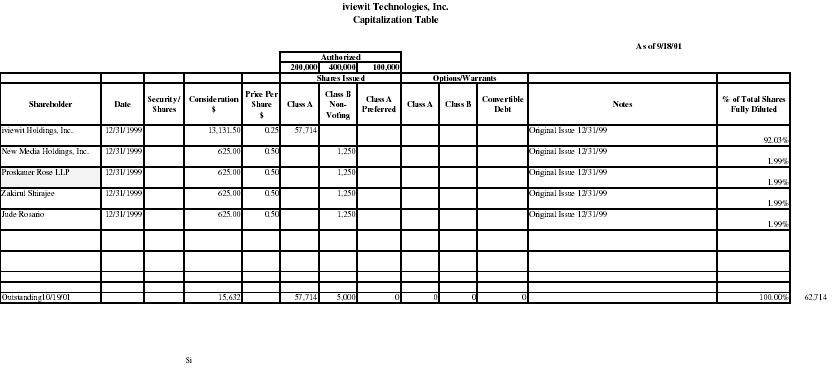 iviewit Technologies, Inc.
Capitalization Table
As of 9/18/01
Authorized
200,000 400,000 100,000
Shares Issued Options/Warrants
Shareholder Date Security/ Shares Consideration $ Price Per Share $ Class A Class B Non- Voting Class A Preferred Class A Class B Convertible Debt Notes % of Total Shares Fully Diluted
iviewit Holdings, Inc. 12/31/1999 13,131.50 0.25 57,714 Original Issue 12/31/99
92.03%
New Media Holdings, Inc. 12/31/1999 625.00 0.50 1,250 Original Issue 12/31/99
1.99%
Proskauer Rose LLP 12/31/1999 625.00 0.50 1,250 Original Issue 12/31/99
1.99%
Zakirul Shirajee 12/31/1999 625.00 0.50 1,250 Original Issue 12/31/99
1.99%
Jude Rosario 12/31/1999 625.00 0.50 1,250 Original Issue 12/31/99
1.99%
Outstanding10/19/01 15,632 57,714 5,000 0 0 0 0 100.00% 62,714
Si